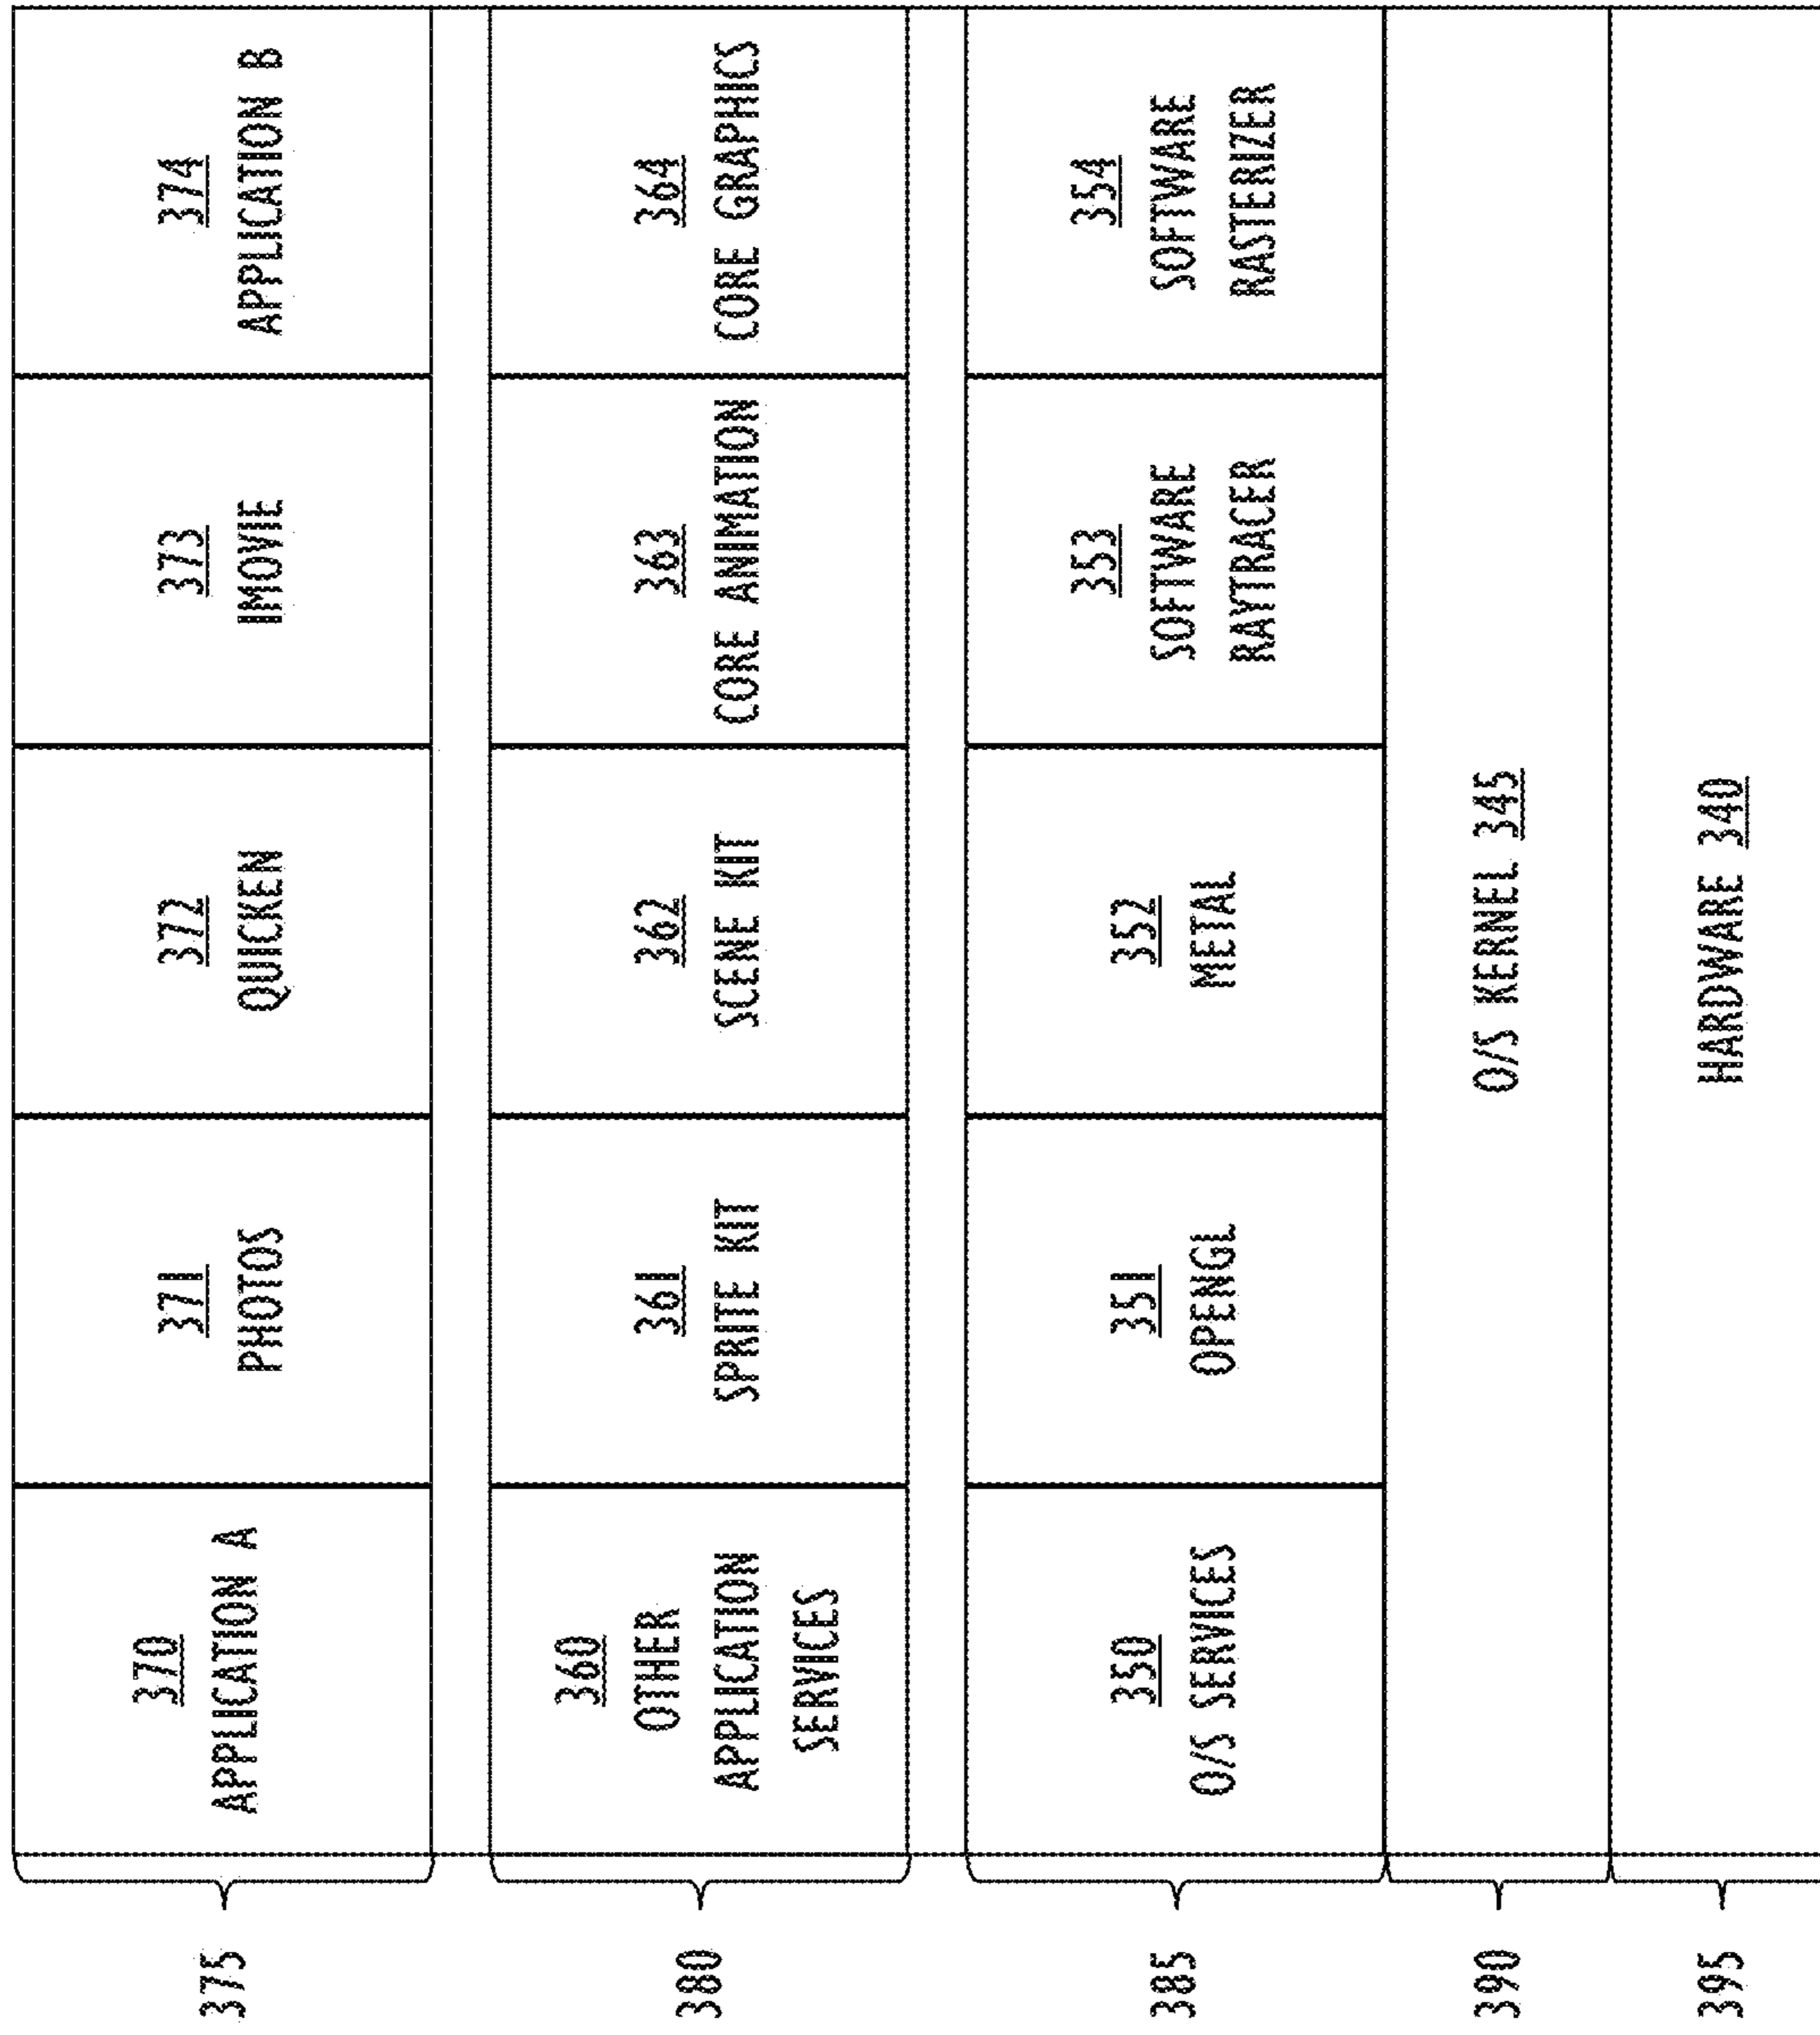 375
370
APPLICATION A
371
PHOTOS
372
QUICKEN
373
IMOVIE
374
APPLICATION B
380
360
OTHER
APPLICATION
SERVICES
361
SPRITE KIT
362
SCENE KIT
363
CORE ANIMATION
364
CORE GRAPHICS
385
350
O/S SERVICES
351
OPENGL
352
METAL
353
SOFTWARE
RAYTRACER
354
SOFTWARE
RASTERIZER
390
O/S KERNEL 345
395
HARDWARE 340